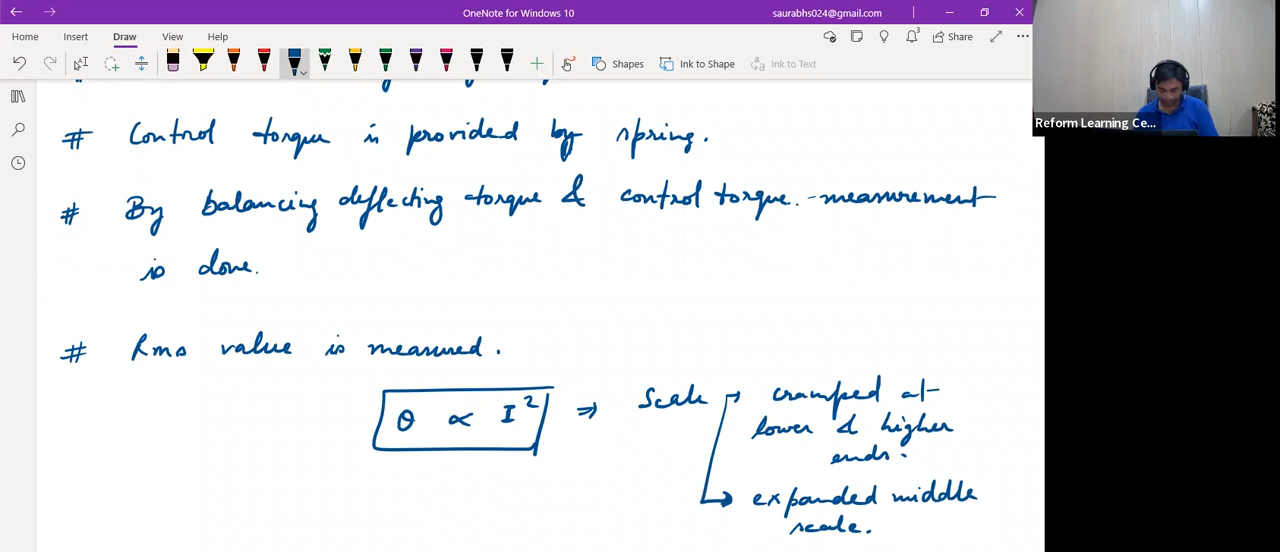 OneNote for Windows 10
saurabhs024@gmail.com
Home Insert Draw View Help
3
Share
Shapes
Ink to Shape
Ink to Text
Reform Learning Ce...
# Control torque is provided by spring.
# By balancing deflecting torque & control torque. - measurement
is done.
# Rms value is measured.
θ ∝ I² ⇒ Scale → cramped at
lower & higher
ends.
→ expanded middle
scale.